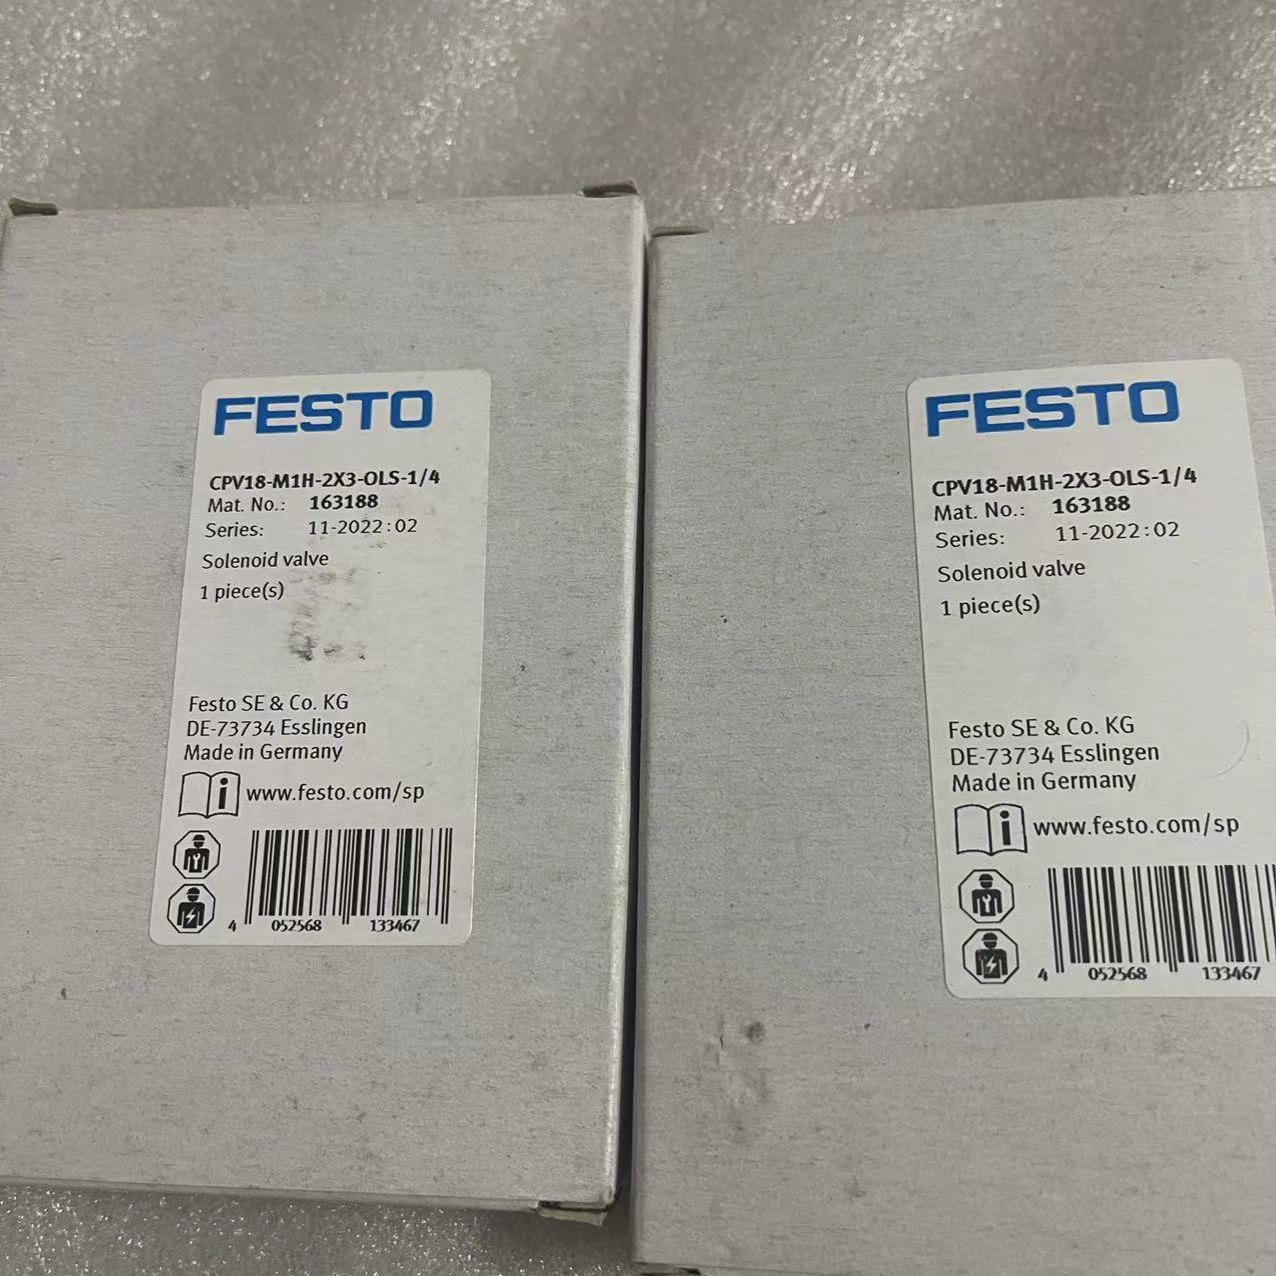 FESTO
CPV18-M1H-2X3-OLS-1/4
Mat. No.: 163188
Series: 11-2022:02
Solenoid valve
1 piece(s)
Festo SE & Co. KG
DE-73734 Esslingen
Made in Germany
www.festo.com/sp
4 052568 133467
FESTO
CPV18-M1H-2X3-OLS-1/4
Mat. No.: 163188
Series: 11-2022:02
Solenoid valve
1 piece(s)
Festo SE & Co. KG
DE-73734 Esslingen
Made in Germany
www.festo.com/sp
4 052568 133467